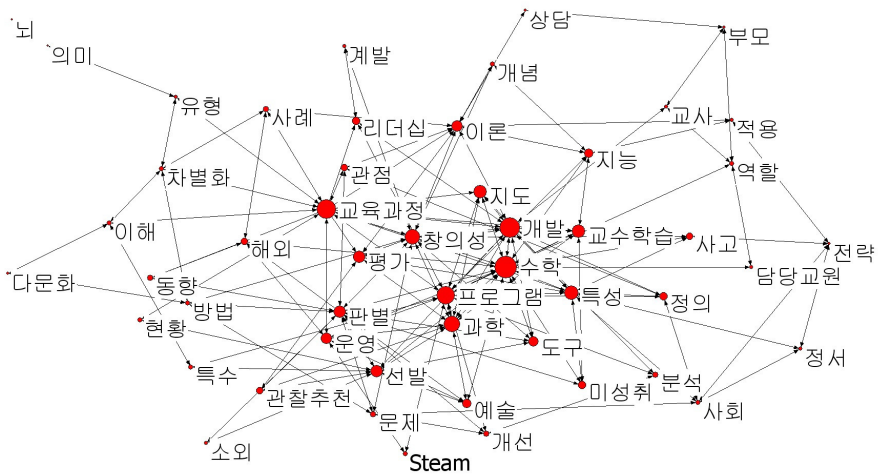 상담
부모
뇌
의미
계발
개념
유형
사례
리더십
이론
교사
적용
지능
역할
차별화
관점
교육과정
지도
개발
창의성
교수학습
사고
전략
이해
해외
평가
수학
담당교원
다문화
동향
방법
현황
판별
프로그램
특성
정의
운영
과학
도구
정서
특수
선발
관찰추천
미성취
분석
사회
예술
문제
개선
소외
Steam